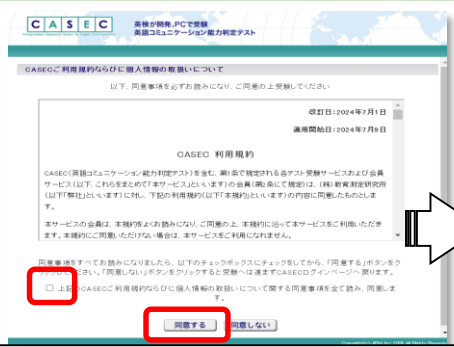 CASEC
英検が開発、PCで受験
英語コミュニケーション能力判定テスト
CASECご利用規約ならびに個人情報の取扱いについて
以下、同意事項を必ずお読みになり、ご同意の上受験してください
改訂日:2024年7月1日
適用開始日:2024年7月8日
CASEC 利用規約
CASEC(英語コミュニケーション能力判定テスト)を含む、第1条で規定される各テスト受験サービスおよび会員
サービス(以下、これらをまとめて「本サービス」といいます)の会員(第2条にて規定)は、(株)教育測定研究所
(以下「弊社」といいます)に対し、下記の利用規約(以下「本規約」といいます)の内容に同意したものとしま
す。
本サービスの会員は、本規約をよくお読みになり、ご同意の上、本規約に沿って本サービスをご利用いただき
ます。本規約にご同意いただけない場合は、本サービスをご利用になれません。
同意事項をすべてお読みになりましたら、以下のチェックボックスにチェックをしてから、「同意する」ボタンをク
リックしてください。「同意しない」ボタンをクリックすると受験へは進まずCASECログインページへ戻ります。
上記のCASECご利用規約ならびに個人情報の取扱いについて関する同意事項を全て読み、同意しま
す。
同意する 同意しない